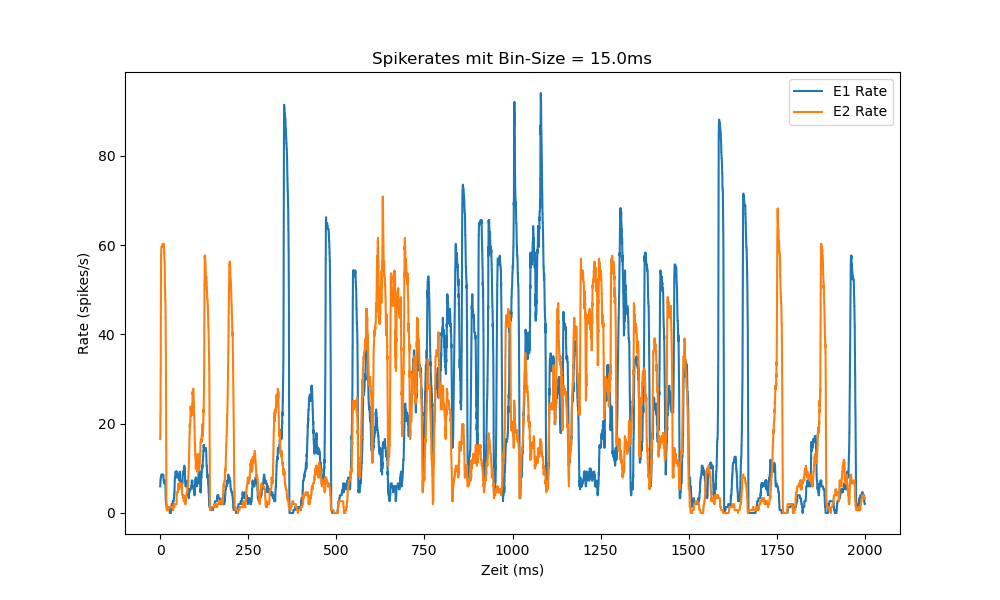 Spikerates mit Bin-Size = 15.0ms
E1 Rate
E2 Rate
Rate (spikes/s)
80
60
40
20
0
0 250 500 750 1000 1250 1500 1750 2000
Zeit (ms)